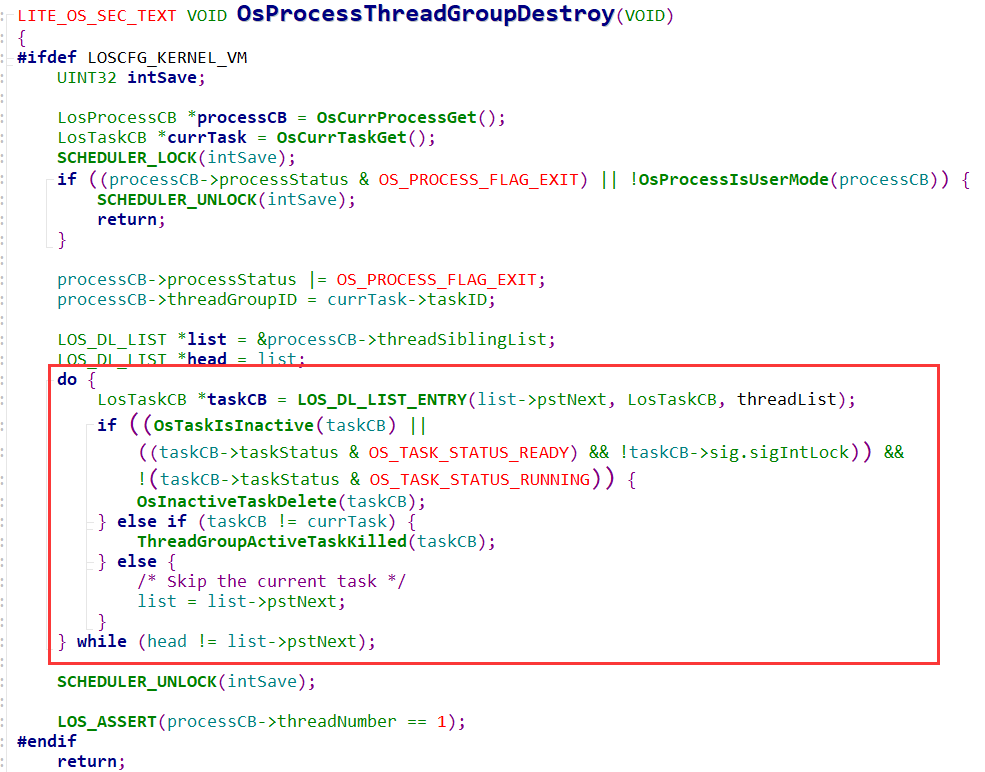 LITE_OS_SEC_TEXT VOID OsProcessThreadGroupDestroy(VOID)
{
#ifdef LOSCFG_KERNEL_VM
    UINT32 intSave;

    LosProcessCB *processCB = OsCurrProcessGet();
    LosTaskCB *currTask = OsCurrTaskGet();
    SCHEDULER_LOCK(intSave);
    if ((processCB->processStatus & OS_PROCESS_FLAG_EXIT) || !OsProcessIsUserMode(processCB)) {
        SCHEDULER_UNLOCK(intSave);
        return;
    }

    processCB->processStatus |= OS_PROCESS_FLAG_EXIT;
    processCB->threadGroupID = currTask->taskID;

    LOS_DL_LIST *list = &processCB->threadSiblingList;
    LOS_DL_LIST *head = list;
    do {
        LosTaskCB *taskCB = LOS_DL_LIST_ENTRY(list->pstNext, LosTaskCB, threadList);
        if ((OsTaskIsInactive(taskCB) ||
            ((taskCB->taskStatus & OS_TASK_STATUS_READY) && !taskCB->sig.sigIntLock)) &&
            !(taskCB->taskStatus & OS_TASK_STATUS_RUNNING)) {
            OsInactiveTaskDelete(taskCB);
        } else if (taskCB != currTask) {
            ThreadGroupActiveTaskKilled(taskCB);
        } else {
            /* Skip the current task */
            list = list->pstNext;
        }
    } while (head != list->pstNext);

    SCHEDULER_UNLOCK(intSave);

    LOS_ASSERT(processCB->threadNumber == 1);
#endif
    return;